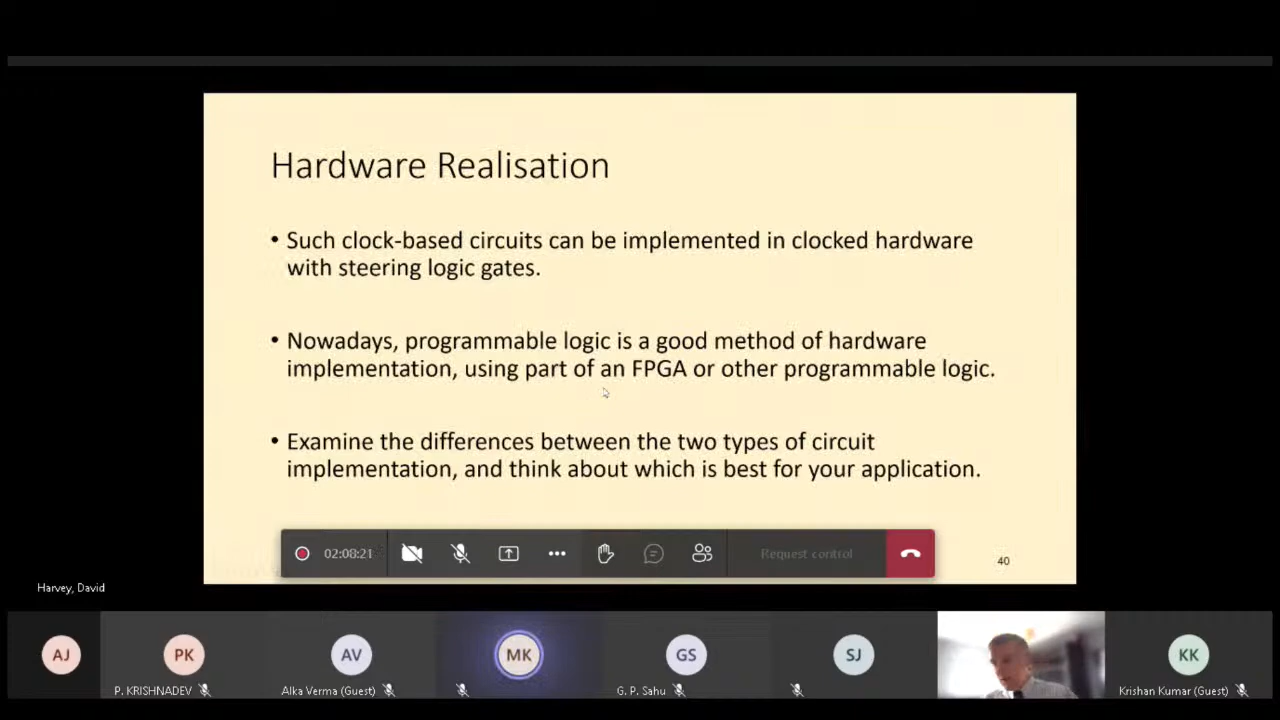 Hardware Realisation
• Such clock-based circuits can be implemented in clocked hardware
with steering logic gates.
• Nowadays, programmable logic is a good method of hardware
implementation, using part of an FPGA or other programmable logic.
• Examine the differences between the two types of circuit
implementation, and think about which is best for your application.
02:08:21
Request control
40
Harvey, David
AJ
PK
AV
MK
GS
SJ
KK
P. KRISHNADEV
Alka Verma (Guest)
G. P. Sahu
Krishan Kumar (Guest)